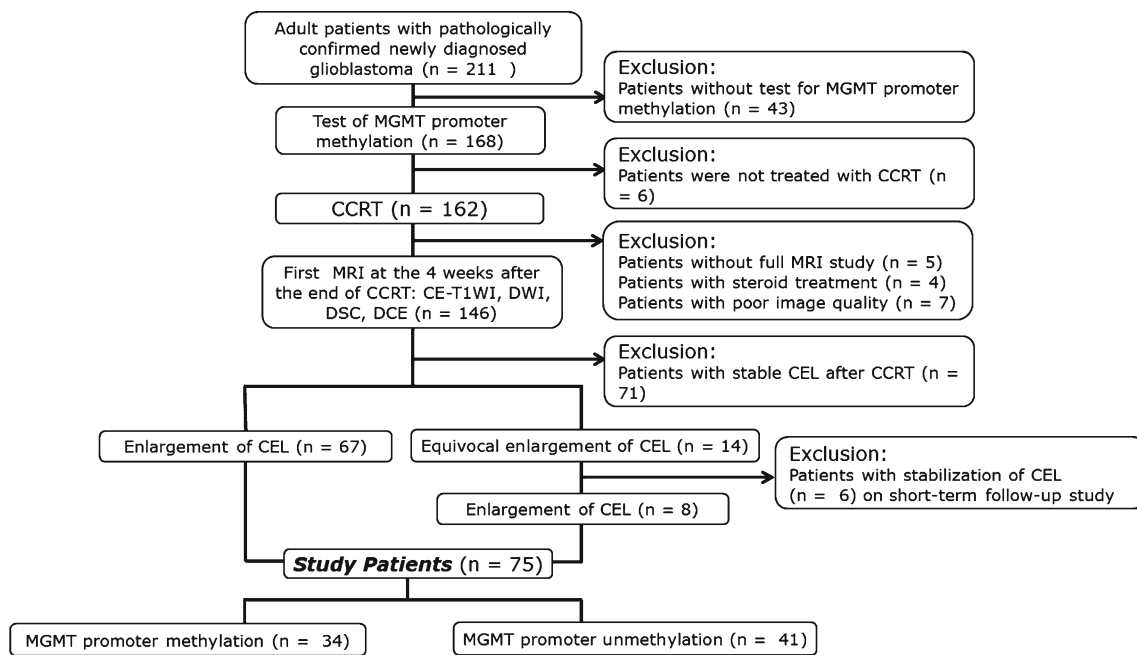 Adult patients with pathologically
confirmed newly diagnosed
glioblastoma (n = 211 )
Exclusion:
Patients without test for MGMT promoter
methylation (n = 43)
Test of MGMT promoter
methylation (n = 168)
Exclusion:
Patients were not treated with CCRT (n
= 6)
CCRT (n = 162)
Exclusion:
Patients without full MRI study (n = 5)
Patients with steroid treatment (n = 4)
Patients with poor image quality (n = 7)
First MRI at the 4 weeks after
the end of CCRT: CE-T1WI, DWI,
DSC, DCE (n = 146)
Exclusion:
Patients with stable CEL after CCRT (n =
71)
Enlargement of CEL (n = 67)
Equivocal enlargement of CEL (n = 14)
Exclusion:
Patients with stabilization of CEL
(n = 6) on short-term follow-up study
Enlargement of CEL (n = 8)
Study Patients (n = 75)
MGMT promoter methylation (n = 34)
MGMT promoter unmethylation (n = 41)